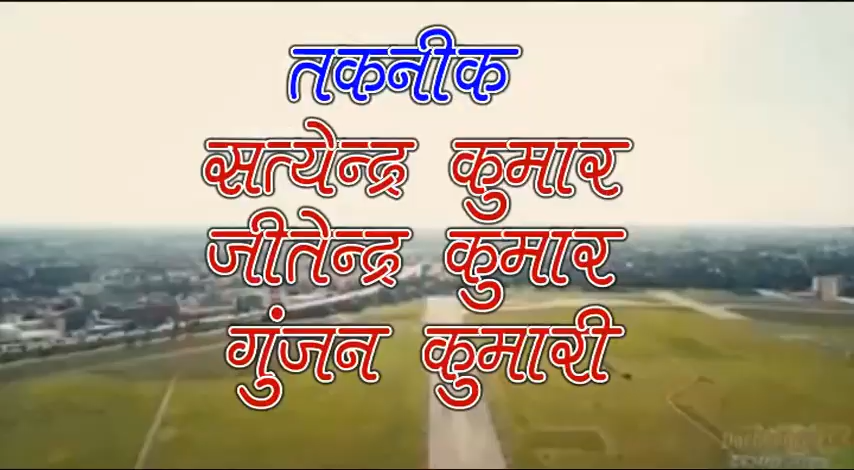 तकनीक
सत्येन्द्र कुमार
जीतेन्द्र कुमार
गुंजन कुमारी